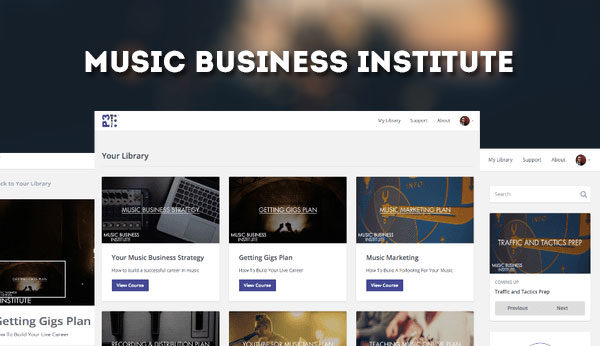 MUSIC BUSINESS INSTITUTE
P3
My Library Support About
Your Library
MUSIC BUSINESS STRATEGY
MUSIC BUSINESS
INSTITUTE
Your Music Business Strategy
How to build a successful career in music
View Course
GETTING GIGS PLAN
MUSIC BUSINESS
INSTITUTE
Getting Gigs Plan
How To Build Your Live Career
View Course
MUSIC MARKETING PLAN
MUSIC BUSINESS
INSTITUTE
Music Marketing
How To Build A Following For Your Music
View Course
RECORDING & DISTRIBUTION PLAN
YOUTUBE FOR MUSICIANS PLAN
TEACHING ONLINE MUSIC PLAN
ck to Your Library
GETTING GIGS PLAN
INSTITUTE
Getting Gigs Plan
ow To Build Your Live Career
My Library Support About
Search
TRAFFIC AND TACTICS PREP
MUSIC BUSINESS
INSTITUTE
COMING UP
Traffic and Tactics Prep
Previous Next